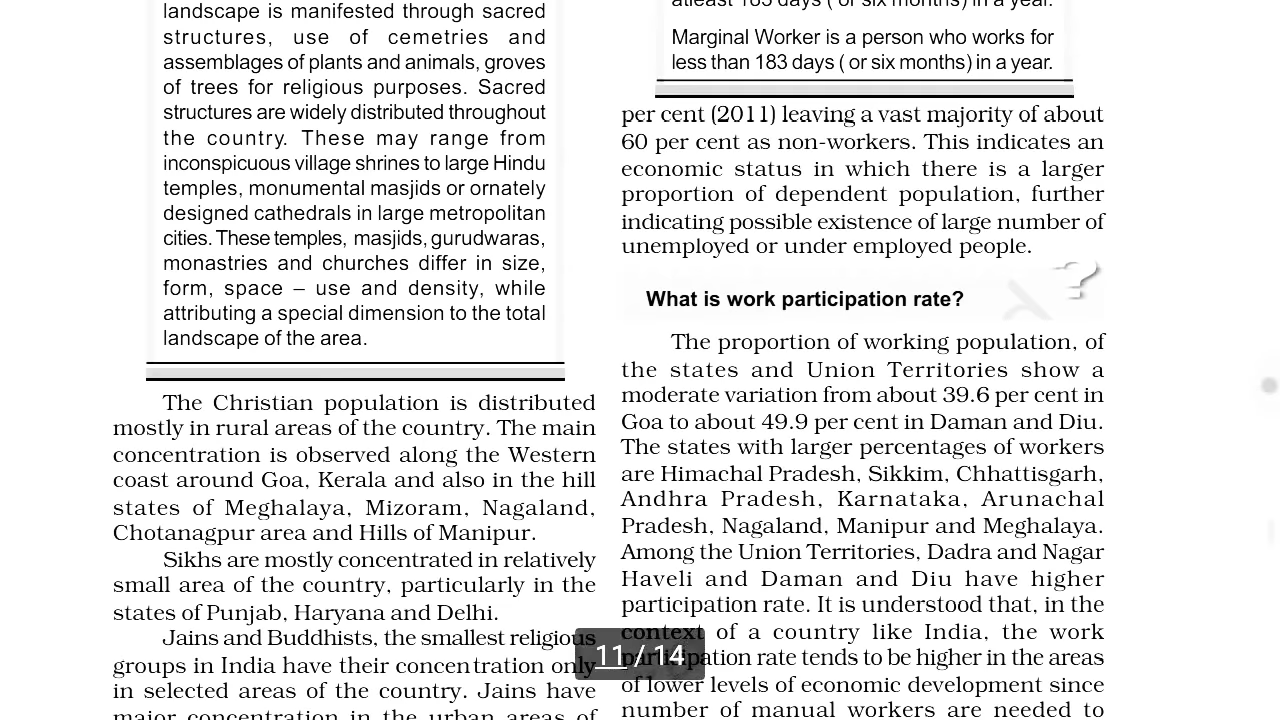 landscape is manifested through sacred
structures, use of cemetries and
assemblages of plants and animals, groves
of trees for religious purposes. Sacred
structures are widely distributed throughout
the country. These may range from
inconspicuous village shrines to large Hindu
temples, monumental masjids or ornately
designed cathedrals in large metropolitan
cities. These temples, masjids, gurudwaras,
monastries and churches differ in size,
form, space – use and density, while
attributing a special dimension to the total
landscape of the area.
The Christian population is distributed
mostly in rural areas of the country. The main
concentration is observed along the Western
coast around Goa, Kerala and also in the hill
states of Meghalaya, Mizoram, Nagaland,
Chotanagpur area and Hills of Manipur.
Sikhs are mostly concentrated in relatively
small area of the country, particularly in the
states of Punjab, Haryana and Delhi.
Jains and Buddhists, the smallest religious
groups in India have their concentration only
in selected areas of the country. Jains have
major concentration in the urban areas of
atleast 183 days ( or six months) in a year.
Marginal Worker is a person who works for
less than 183 days ( or six months) in a year.
per cent (2011) leaving a vast majority of about
60 per cent as non-workers. This indicates an
economic status in which there is a larger
proportion of dependent population, further
indicating possible existence of large number of
unemployed or under employed people.
?
What is work participation rate?
The proportion of working population, of
the states and Union Territories show a
moderate variation from about 39.6 per cent in
Goa to about 49.9 per cent in Daman and Diu.
The states with larger percentages of workers
are Himachal Pradesh, Sikkim, Chhattisgarh,
Andhra Pradesh, Karnataka, Arunachal
Pradesh, Nagaland, Manipur and Meghalaya.
Among the Union Territories, Dadra and Nagar
Haveli and Daman and Diu have higher
participation rate. It is understood that, in the
context of a country like India, the work
participation rate tends to be higher in the areas
of lower levels of economic development since
number of manual workers are needed to
11 / 14